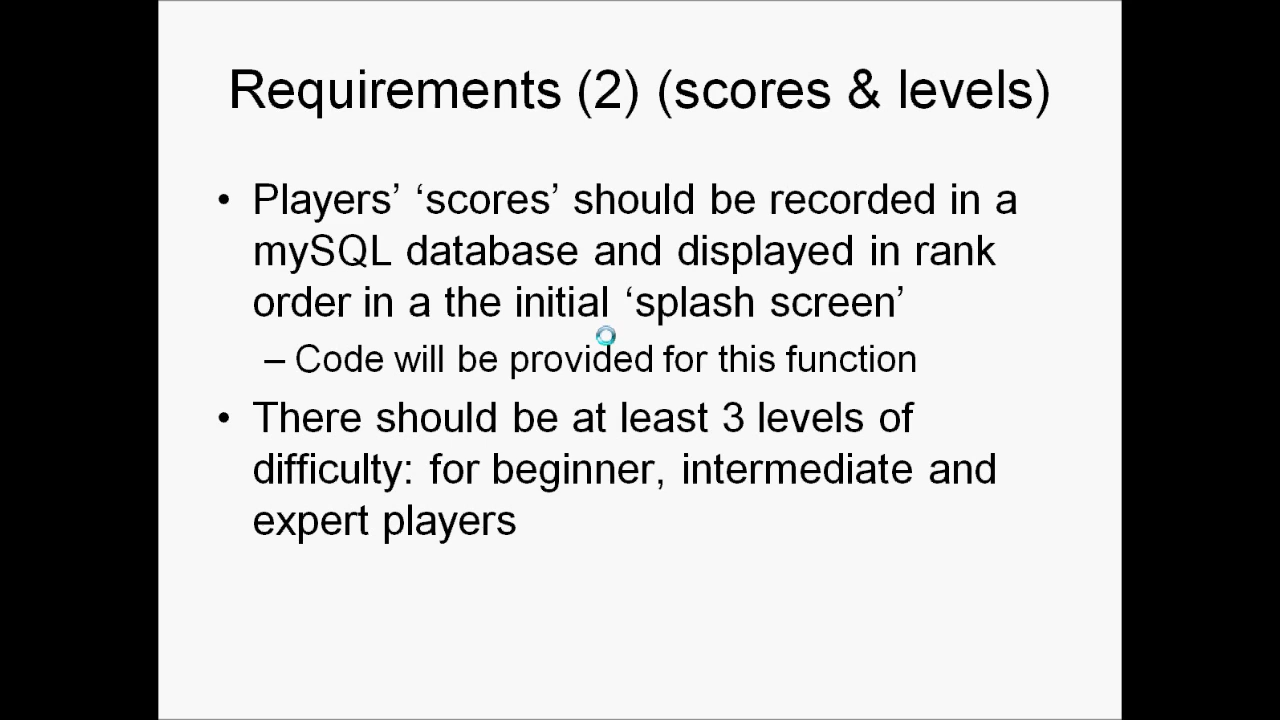 Requirements (2) (scores & levels)
• Players’ ‘scores’ should be recorded in a
mySQL database and displayed in rank
order in a the initial ‘splash screen’
– Code will be provided for this function
• There should be at least 3 levels of
difficulty: for beginner, intermediate and
expert players